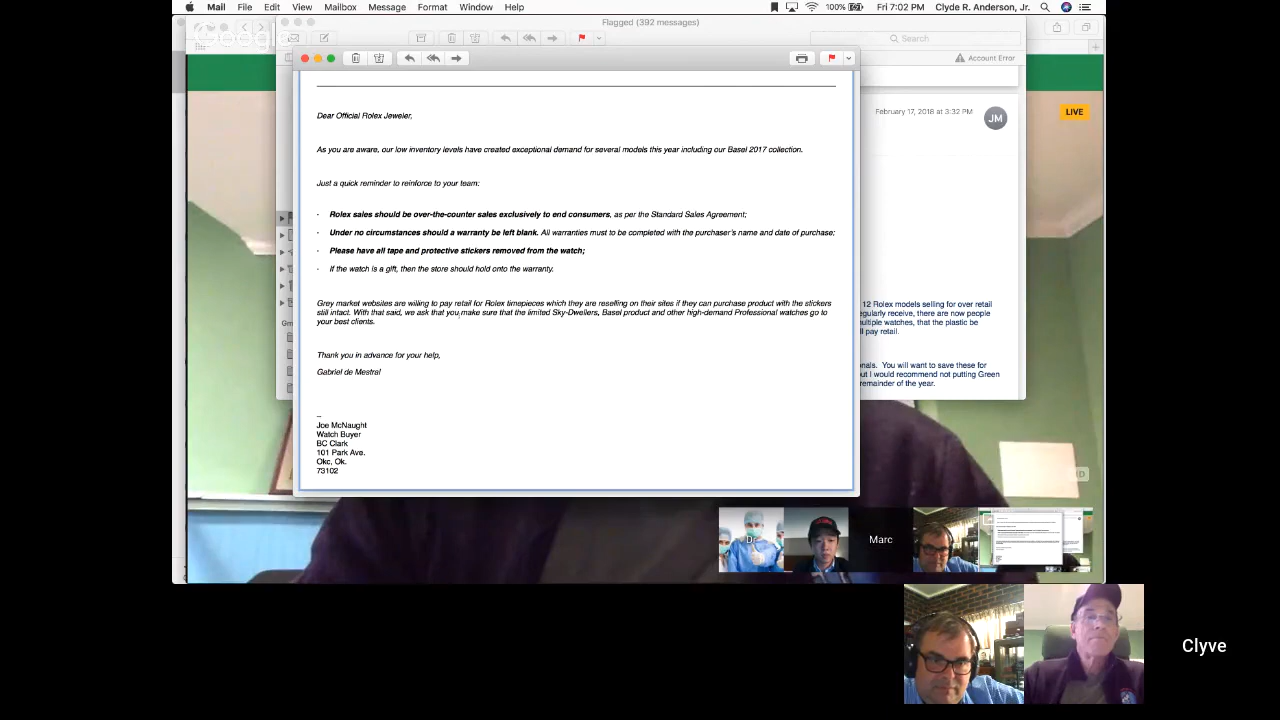 Mail File Edit View Mailbox Message Format Window Help 100% Fri 7:02 PM Clyde R. Anderson, Jr.
Flagged (392 messages)
Search
Account Error
February 17, 2018 at 3:32 PM
JM
LIVE
Dear Official Rolex Jeweler,
As you are aware, our low inventory levels have created exceptional demand for several models this year including our Basel 2017 collection.
Just a quick reminder to reinforce to your team:
· Rolex sales should be over-the-counter sales exclusively to end consumers, as per the Standard Sales Agreement;
· Under no circumstances should a warranty be left blank. All warranties must to be completed with the purchaser's name and date of purchase;
· Please have all tape and protective stickers removed from the watch;
· If the watch is a gift, then the store should hold onto the warranty.
Grey market websites are willing to pay retail for Rolex timepieces which they are reselling on their sites if they can purchase product with the stickers
still intact. With that said, we ask that you make sure that the limited Sky-Dwellers, Basel product and other high-demand Professional watches go to
your best clients.
Thank you in advance for your help,
Gabriel de Mestral
--
Joe McNaught
Watch Buyer
BC Clark
101 Park Ave.
Okc, Ok.
73102
12 Rolex models selling for over retail
egularly receive, there are now people
multiple watches, that the plastic be
ll pay retail.
onals. You will want to save these for
but I would recommend not putting Green
remainder of the year.
Marc
Clyve